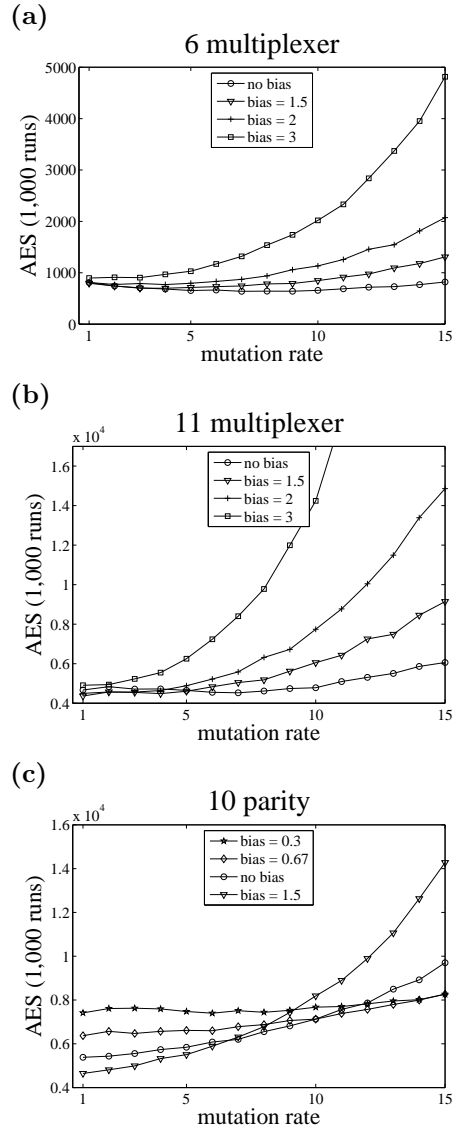 (a)
6 multiplexer
5000
4000
3000
2000
1000
0
AES (1,000 runs)
no bias
bias = 1.5
bias = 2
bias = 3
1
5
10
15
mutation rate
(b)
11 multiplexer
x 10^4
1.6
1.4
1.2
1
0.8
0.6
0.4
AES (1,000 runs)
no bias
bias = 1.5
bias = 2
bias = 3
1
5
10
15
mutation rate
(c)
10 parity
x 10^4
1.6
1.4
1.2
1
0.8
0.6
0.4
AES (1,000 runs)
bias = 0.3
bias = 0.67
no bias
bias = 1.5
1
5
10
15
mutation rate